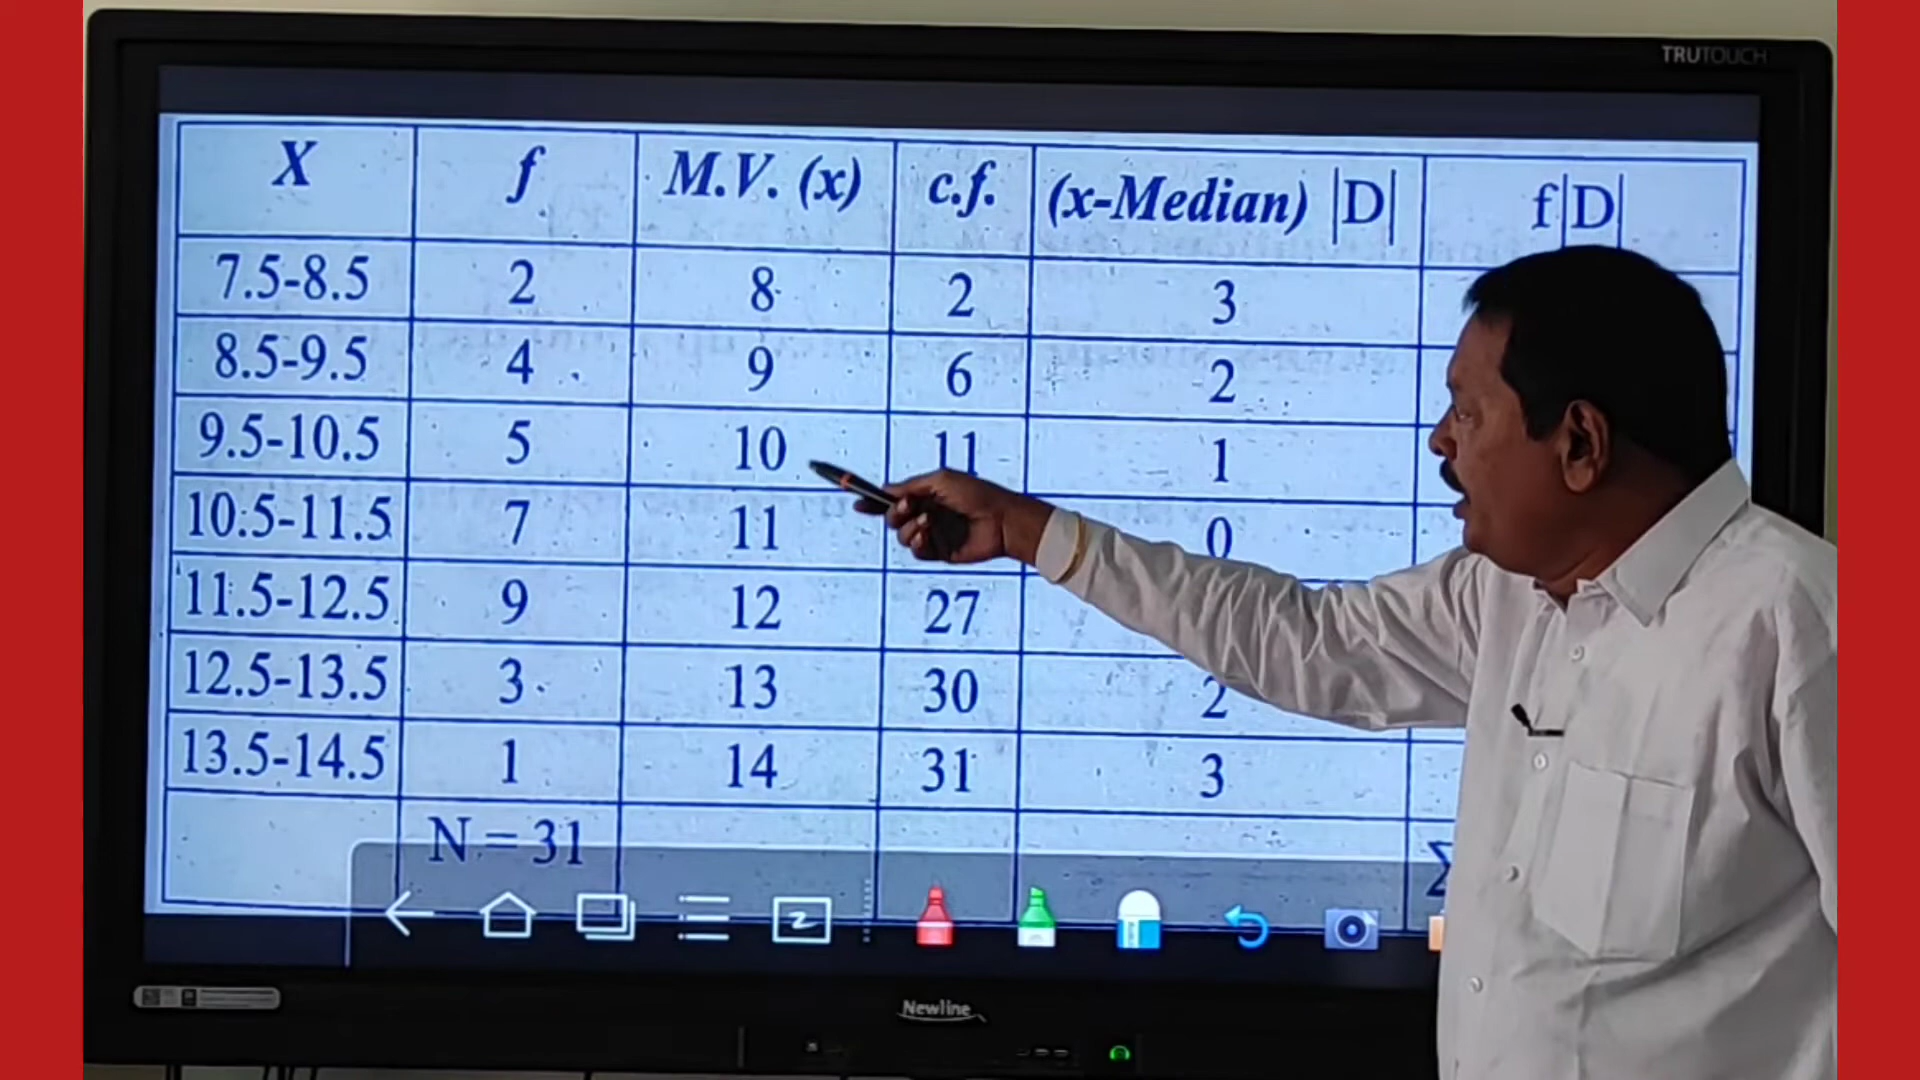 TRUTOUCH
X f M.V. (x) c.f. (x-Median) |D| f|D|
7.5-8.5 2 8 2 3
8.5-9.5 4 9 6 2
9.5-10.5 5 10 11 1
10.5-11.5 7 11 0
11.5-12.5 9 12 27
12.5-13.5 3 13 30 2
13.5-14.5 1 14 31 3
N = 31 Σ
Newline